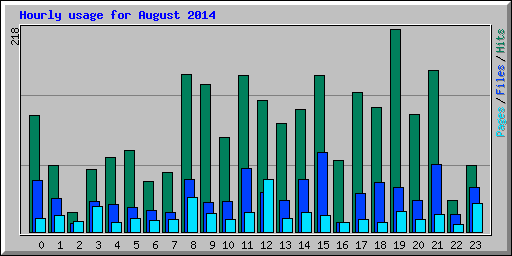 Hourly usage for August 2014
218
Pages/Files/Hits
0 1 2 3 4 5 6 7 8 9 10 11 12 13 14 15 16 17 18 19 20 21 22 23